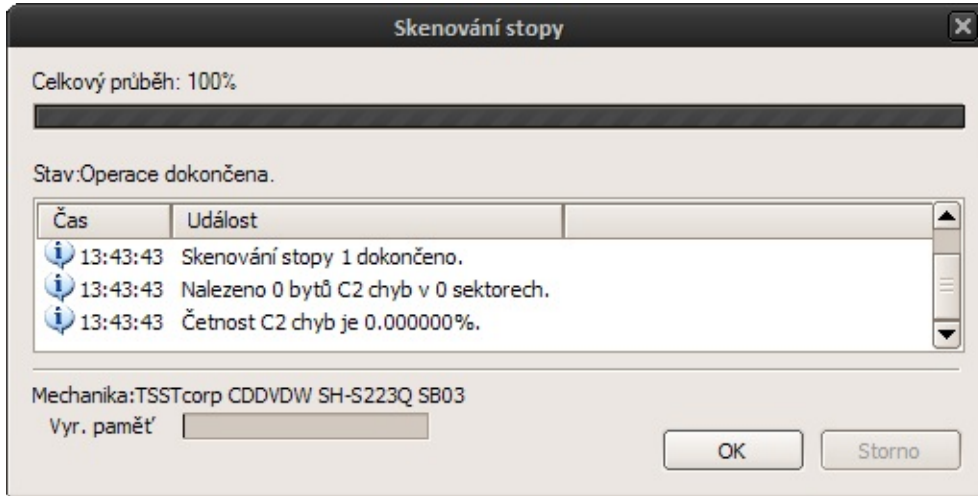 Skenování stopy
Celkový průběh: 100%
Stav:Operace dokončena.
Čas Událost
13:43:43 Skenování stopy 1 dokončeno.
13:43:43 Nalezeno 0 bytů C2 chyb v 0 sektorech.
13:43:43 Četnost C2 chyb je 0.000000%.
Mechanika:TSSTcorp CDDVDW SH-S223Q SB03
Vyr. paměť
OK Storno